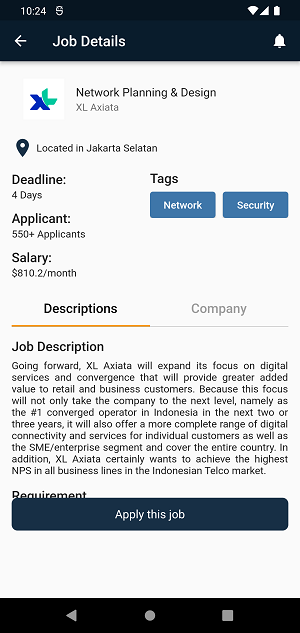 10:24
Job Details
Network Planning & Design
XL Axiata
Located in Jakarta Selatan
Deadline:
4 Days
Tags
Network
Security
Applicant:
550+ Applicants
Salary:
$810.2/month
Descriptions
Company
Job Description
Going forward, XL Axiata will expand its focus on digital
services and convergence that will provide greater added
value to retail and business customers. Because this focus
will not only take the company to the next level, namely as
the #1 converged operator in Indonesia in the next two or
three years, it will also offer a more complete range of digital
connectivity and services for individual customers as well as
the SME/enterprise segment and cover the entire country. In
addition, XL Axiata certainly wants to achieve the highest
NPS in all business lines in the Indonesian Telco market.
Requirement
Apply this job